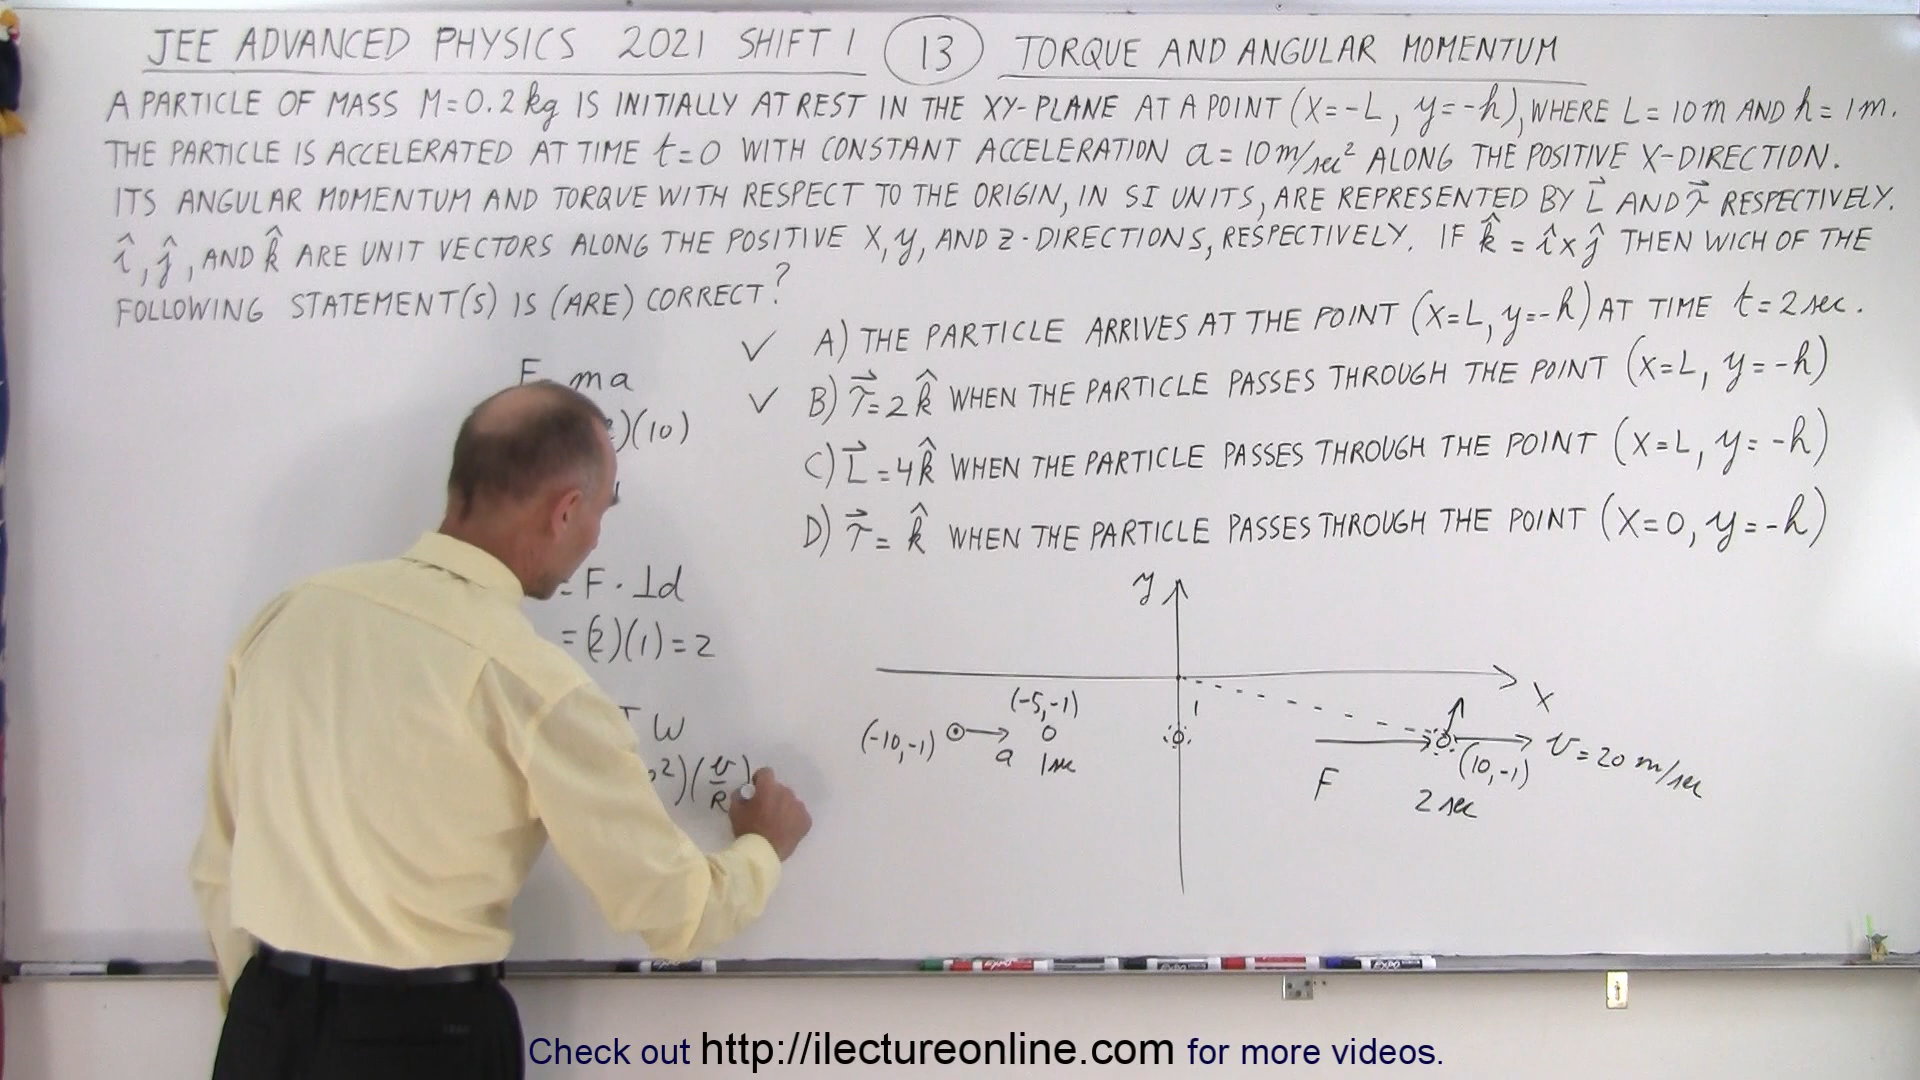 JEE ADVANCED PHYSICS 2021 SHIFT 1 13 TORQUE AND ANGULAR MOMENTUM
A PARTICLE OF MASS M=0.2kg IS INITIALLY AT REST IN THE XY-PLANE AT A POINT (X=-L, y=-h), WHERE L=10m AND h=1m.
THE PARTICLE IS ACCELERATED AT TIME t=0 WITH CONSTANT ACCELERATION a=10m/sec² ALONG THE POSITIVE X-DIRECTION.
ITS ANGULAR MOMENTUM AND TORQUE WITH RESPECT TO THE ORIGIN, IN SI UNITS, ARE REPRESENTED BY L⃗ AND τ⃗ RESPECTIVELY.
î, ĵ, AND k̂ ARE UNIT VECTORS ALONG THE POSITIVE X, y, AND Z-DIRECTIONS, RESPECTIVELY. IF k̂ = î x ĵ THEN WICH OF THE
FOLLOWING STATEMENT(S) IS (ARE) CORRECT?
✓ A) THE PARTICLE ARRIVES AT THE POINT (X=L, y=-h) AT TIME t=2sec.
✓ B) τ⃗=2k̂ WHEN THE PARTICLE PASSES THROUGH THE POINT (X=L, y=-h)
C) L⃗=4k̂ WHEN THE PARTICLE PASSES THROUGH THE POINT (X=L, y=-h)
D) τ⃗=k̂ WHEN THE PARTICLE PASSES THROUGH THE POINT (X=0, y=-h)
ma
)(10)
= F·⊥d
=(2)(1)=2
W
²)(v/R)
y
X
1
(-10,-1)
a
(-5,-1)
1sec
F
(10,-1)
2 sec
v=20 m/sec
Check out http://ilectureonline.com for more videos.